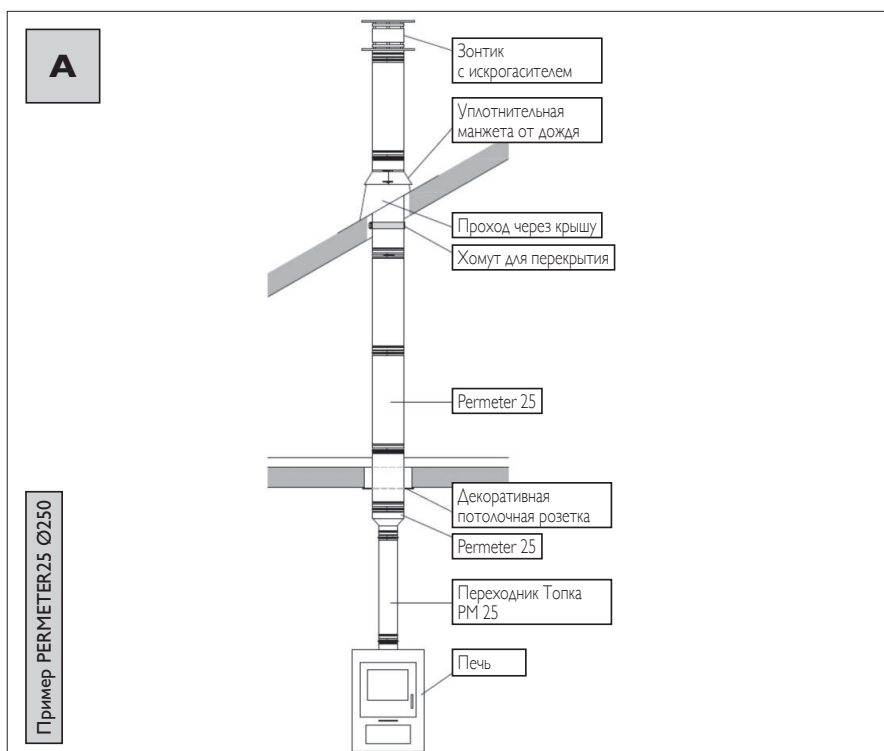 A
Зонтик
с искрогасителем
Уплотнительная
манжета от дождя
Проход через крышу
Хомут для перекрытия
Permeter 25
Декоративная
потолочная розетка
Permeter 25
Переходник Топка
РМ 25
Печь
Пример PERMETER25 Ø250